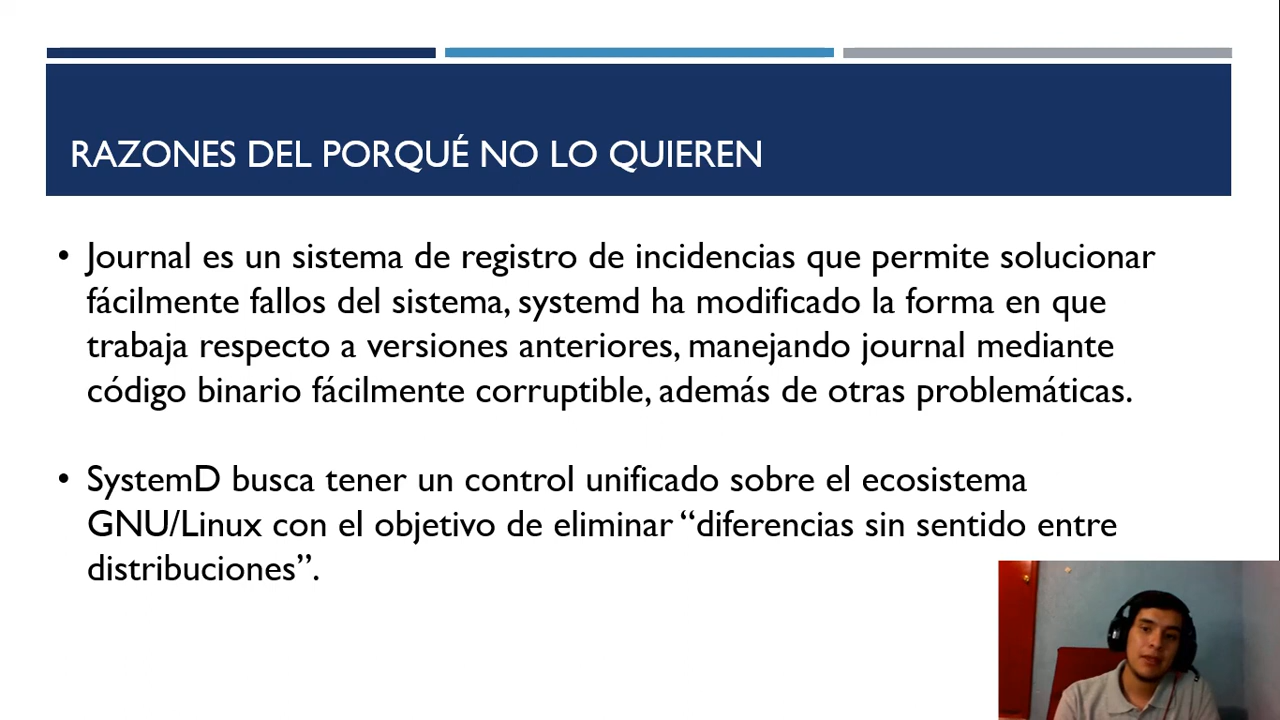 RAZONES DEL PORQUÉ NO LO QUIEREN
• Journal es un sistema de registro de incidencias que permite solucionar
fácilmente fallos del sistema, systemd ha modificado la forma en que
trabaja respecto a versiones anteriores, manejando journal mediante
código binario fácilmente corruptible, además de otras problemáticas.
• SystemD busca tener un control unificado sobre el ecosistema
GNU/Linux con el objetivo de eliminar “diferencias sin sentido entre
distribuciones”.